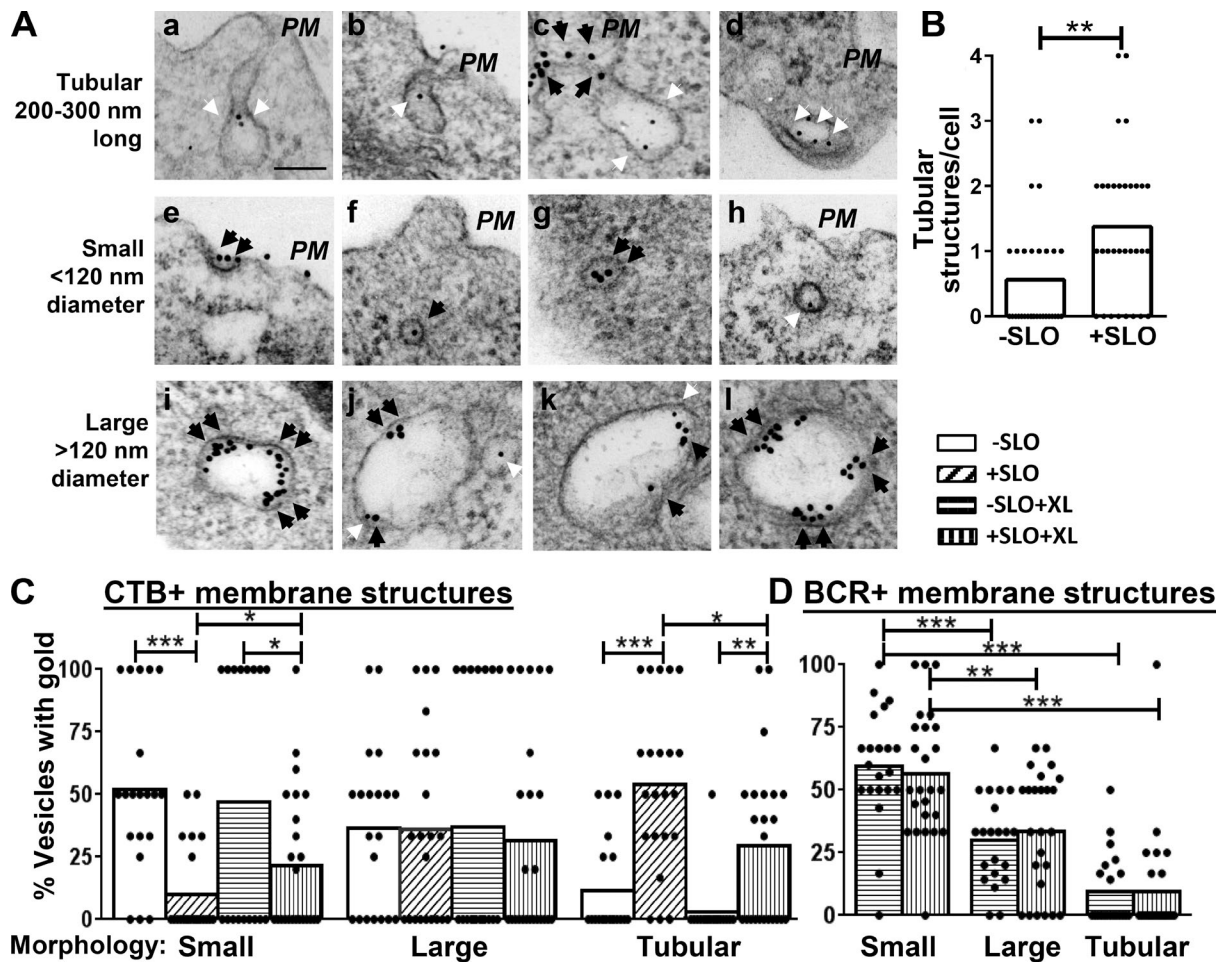 A
Tubular
200-300 nm
long
a
PM
b
PM
c
PM
d
PM
B
**
Tubular
structures/cell
4
3
2
1
0
-SLO
+SLO
Small
<120 nm
diameter
e
PM
f
PM
g
h
PM
Large
>120 nm
diameter
i
j
k
l
-SLO
+SLO
-SLO+XL
+SLO+XL
C
CTB+ membrane structures
% Vesicles with gold
100
75
50
25
0
***
*
*
***
*
**
Morphology:
Small
Large
Tubular
D
BCR+ membrane structures
100
75
50
25
0
***
***
**
***
Small
Large
Tubular